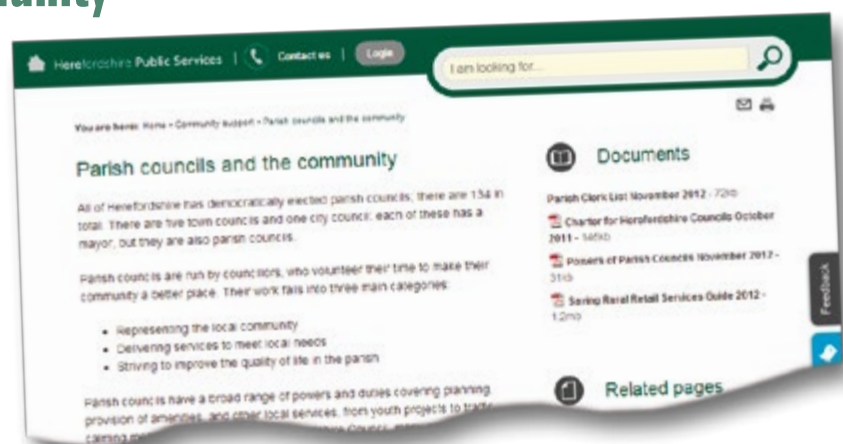 Herefordshire Public Services | Contact us | Login
I am looking for...
You are here: Home > Community support > Parish councils and the community
Parish councils and the community
All of Herefordshire has democratically elected parish councils; there are 134 in
total. There are five town councils and one city council; each of these has a
mayor, but they are also parish councils.
Parish councils are run by councillors, who volunteer their time to make their
community a better place. Their work falls into three main categories:
• Representing the local community
• Delivering services to meet local needs
• Striving to improve the quality of life in the parish
Parish councils have a broad range of powers and duties covering planning,
provision of amenities, and other local services, from youth projects to traffic
calming
Documents
Parish Clerk List November 2012 - 72kb
Charter for Herefordshire Councils October
2011 -
Powers of Parish Councils November 2012 -
31kb
Saving Rural Retail Services Guide 2012 -
1.2mb
Related pages
Feedback